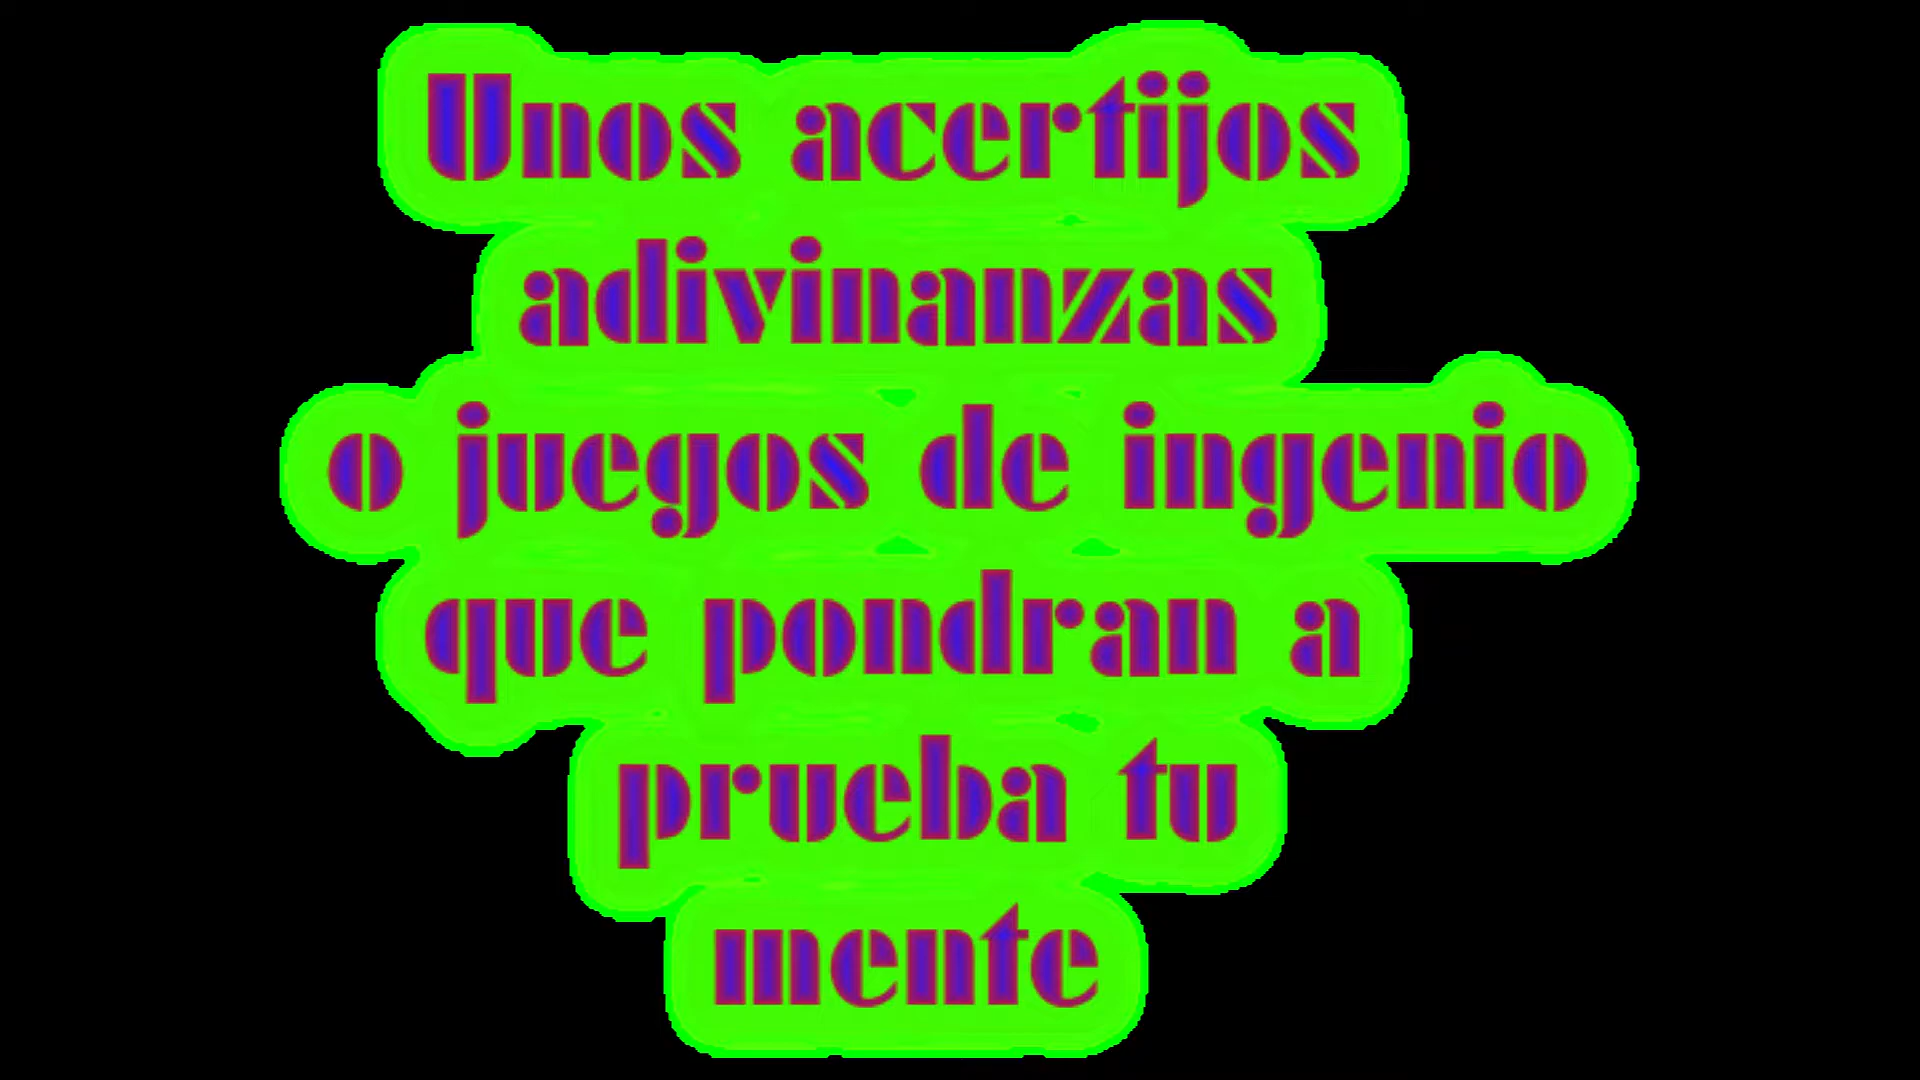 Unos acertijos
adivinanzas
o juegos de ingenio
que pondran a
prueba tu
mente